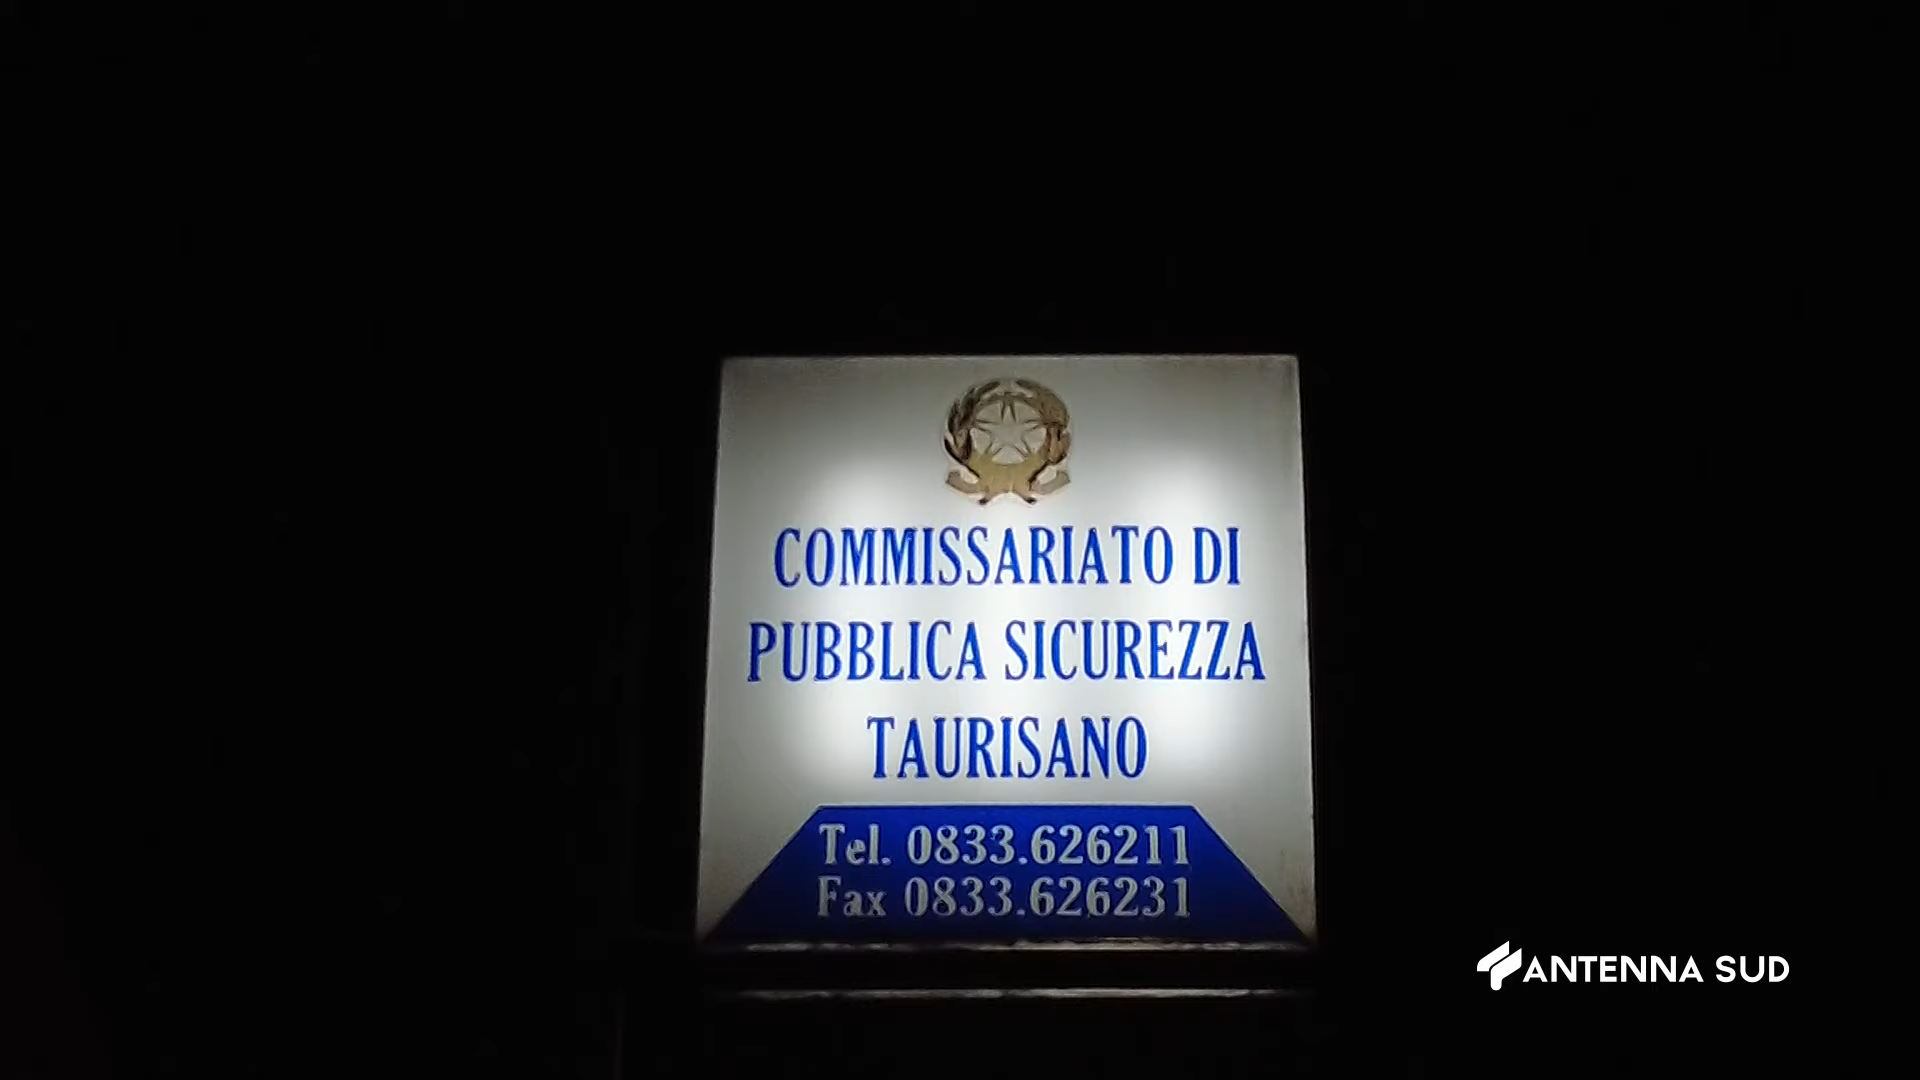 COMMISSARIATO DI
PUBBLICA SICUREZZA
TAURISANO
Tel. 0833.626211
Fax 0833.626231
ANTENNA SUD